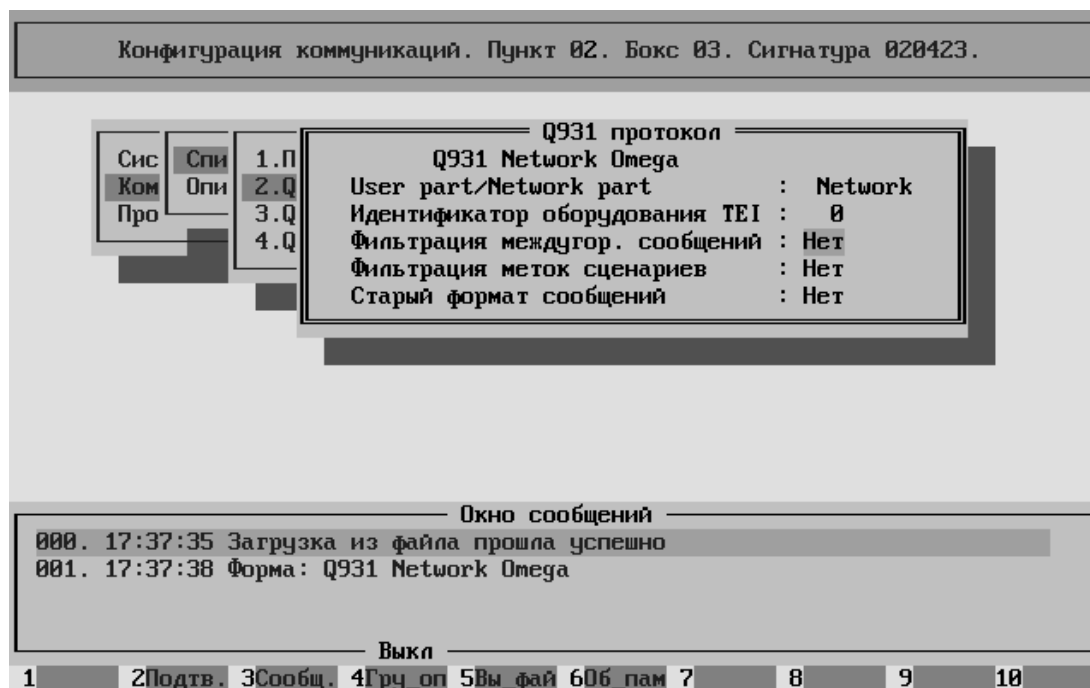 Конфигурация коммуникаций. Пункт 02. Бокс 03. Сигнатура 020423.
Q931 протокол
Сис Спи 1.П Q931 Network Omega
Ком Опи 2.Q User part/Network part : Network
Про 3.Q Идентификатор оборудования TEI : 0
4.Q Фильтрация междугор. сообщений : Нет
Фильтрация меток сценариев : Нет
Старый формат сообщений : Нет
Окно сообщений
000. 17:37:35 Загрузка из файла прошла успешно
001. 17:37:38 Форма: Q931 Network Omega
Выкл
1 2Подтв. 3Сообщ. 4Гру_оп 5Вы_фай 6Об_пам 7 8 9 10